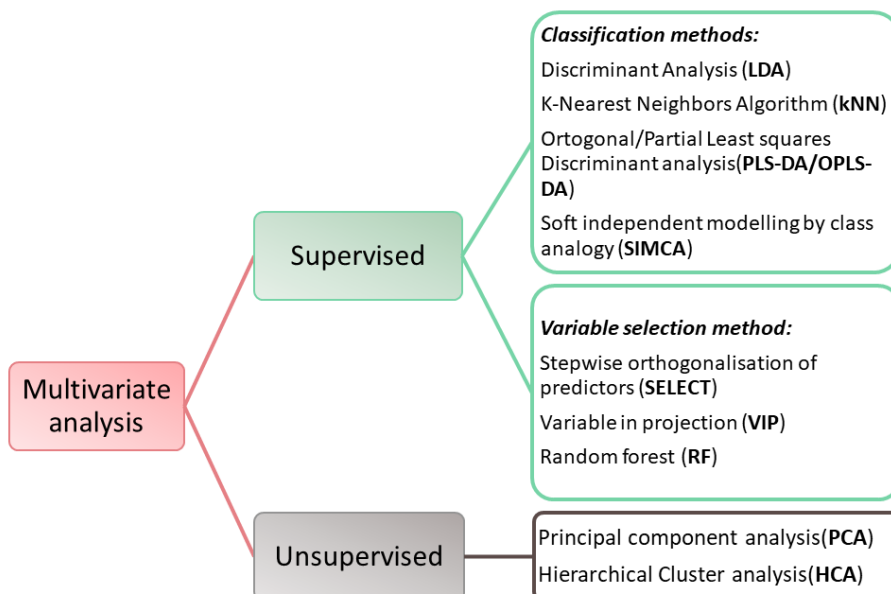 Multivariate
analysis
Supervised
Classification methods:
Discriminant Analysis (LDA)
K-Nearest Neighbors Algorithm (kNN)
Ortogonal/Partial Least squares
Discriminant analysis(PLS-DA/OPLS-
DA)
Soft independent modelling by class
analogy (SIMCA)
Variable selection method:
Stepwise orthogonalisation of
predictors (SELECT)
Variable in projection (VIP)
Random forest (RF)
Unsupervised
Principal component analysis(PCA)
Hierarchical Cluster analysis(HCA)